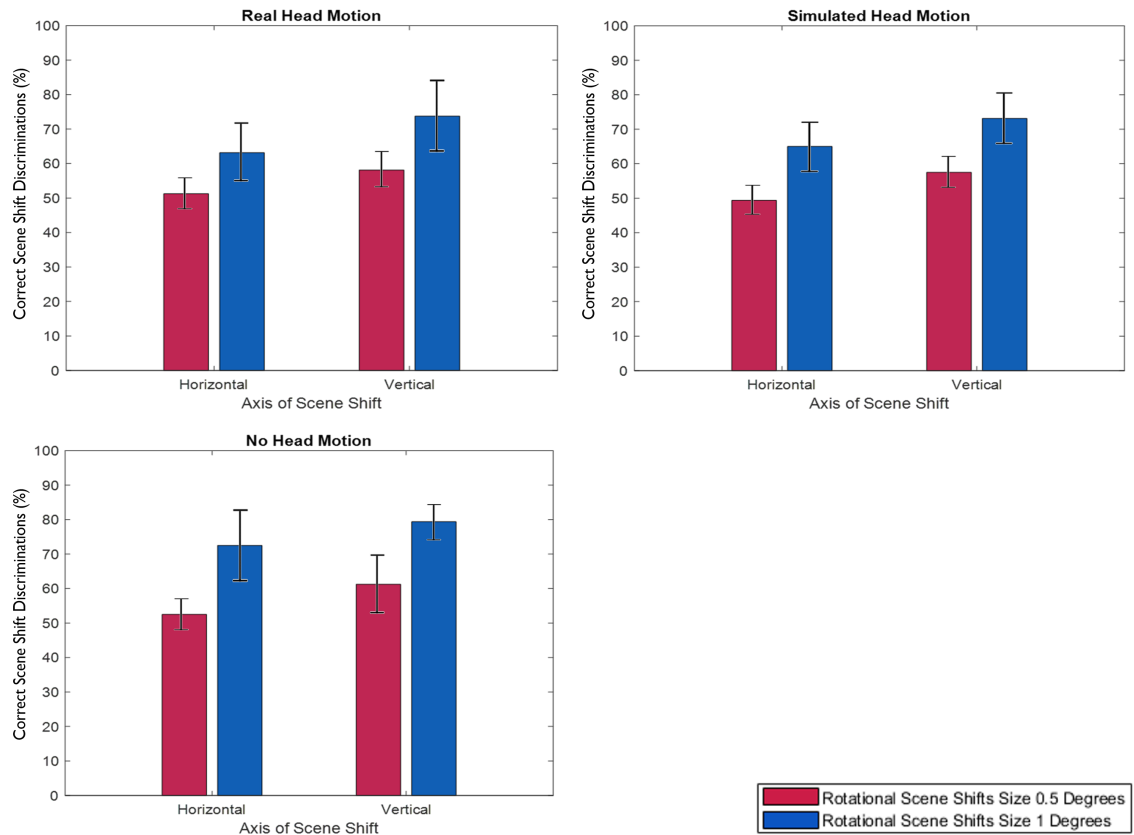 Real Head Motion
100
90
80
70
60
50
40
30
20
10
0
Correct Scene Shift Discriminations (%)
Horizontal
Vertical
Axis of Scene Shift
Simulated Head Motion
100
90
80
70
60
50
40
30
20
10
0
Correct Scene Shift Discriminations (%)
Horizontal
Vertical
Axis of Scene Shift
No Head Motion
100
90
80
70
60
50
40
30
20
10
0
Correct Scene Shift Discriminations (%)
Horizontal
Vertical
Axis of Scene Shift
Rotational Scene Shifts Size 0.5 Degrees
Rotational Scene Shifts Size 1 Degrees